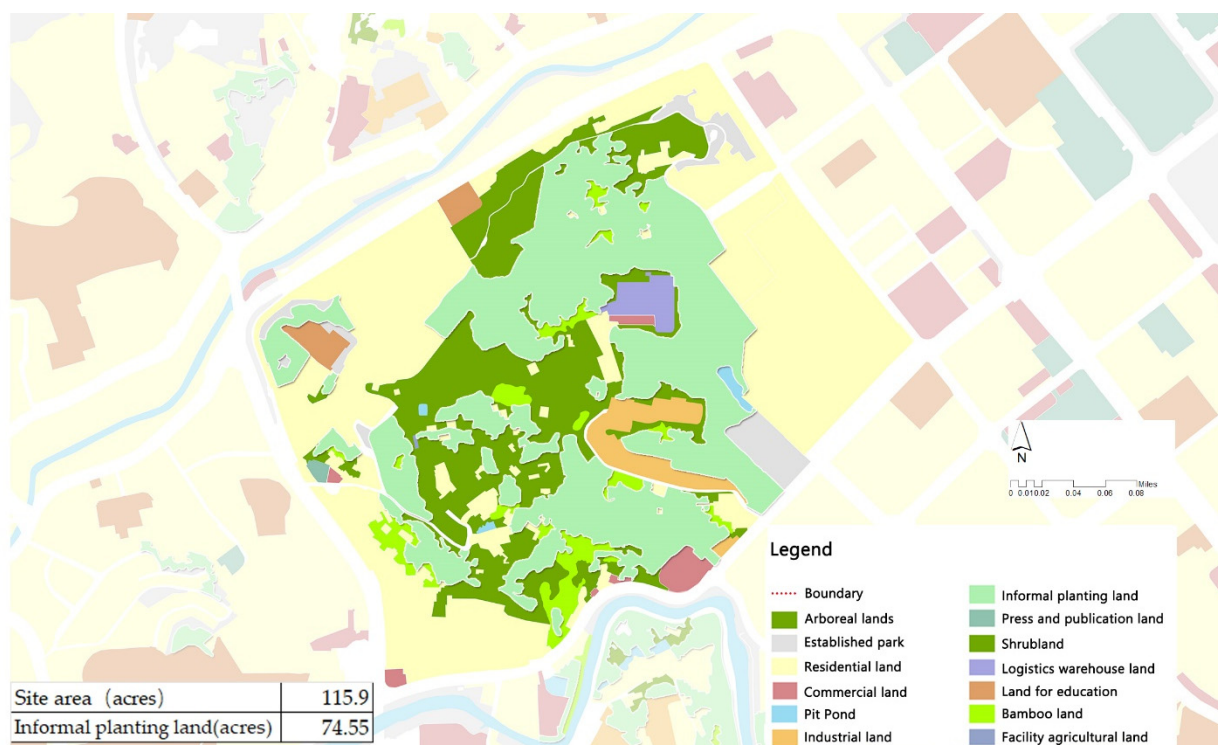 N
0 0.010.02 0.04 0.06 0.08 Miles
Legend
Boundary
Arboreal lands
Established park
Residential land
Commercial land
Pit Pond
Industrial land
Informal planting land
Press and publication land
Shrubland
Logistics warehouse land
Land for education
Bamboo land
Facility agricultural land
Site area（acres） 115.9
Informal planting land(acres) 74.55